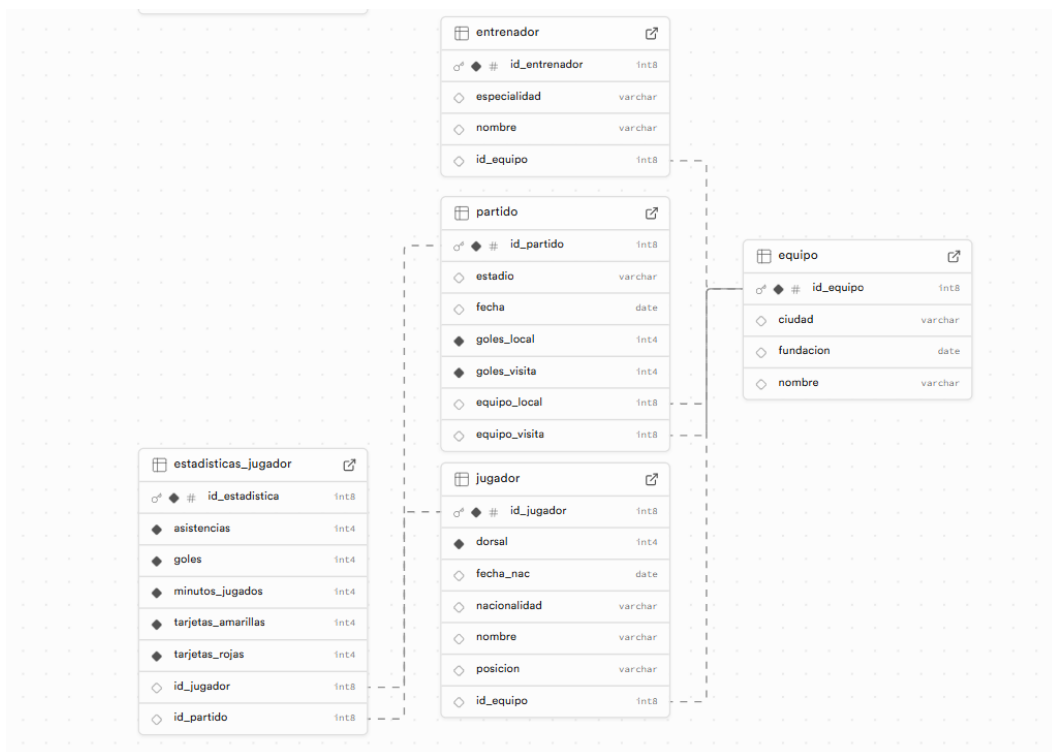 entrenador
# id_entrenador int8
especialidad varchar
nombre varchar
id_equipo int8
partido
# id_partido int8
estadio varchar
fecha date
goles_local int4
goles_visita int4
equipo_local int8
equipo_visita int8
equipo
# id_equipo int8
ciudad varchar
fundacion date
nombre varchar
estadisticas_jugador
# id_estadistica int8
asistencias int4
goles int4
minutos_jugados int4
tarjetas_amarillas int4
tarjetas_rojas int4
id_jugador int8
id_partido int8
jugador
# id_jugador int8
dorsal int4
fecha_nac date
nacionalidad varchar
nombre varchar
posicion varchar
id_equipo int8